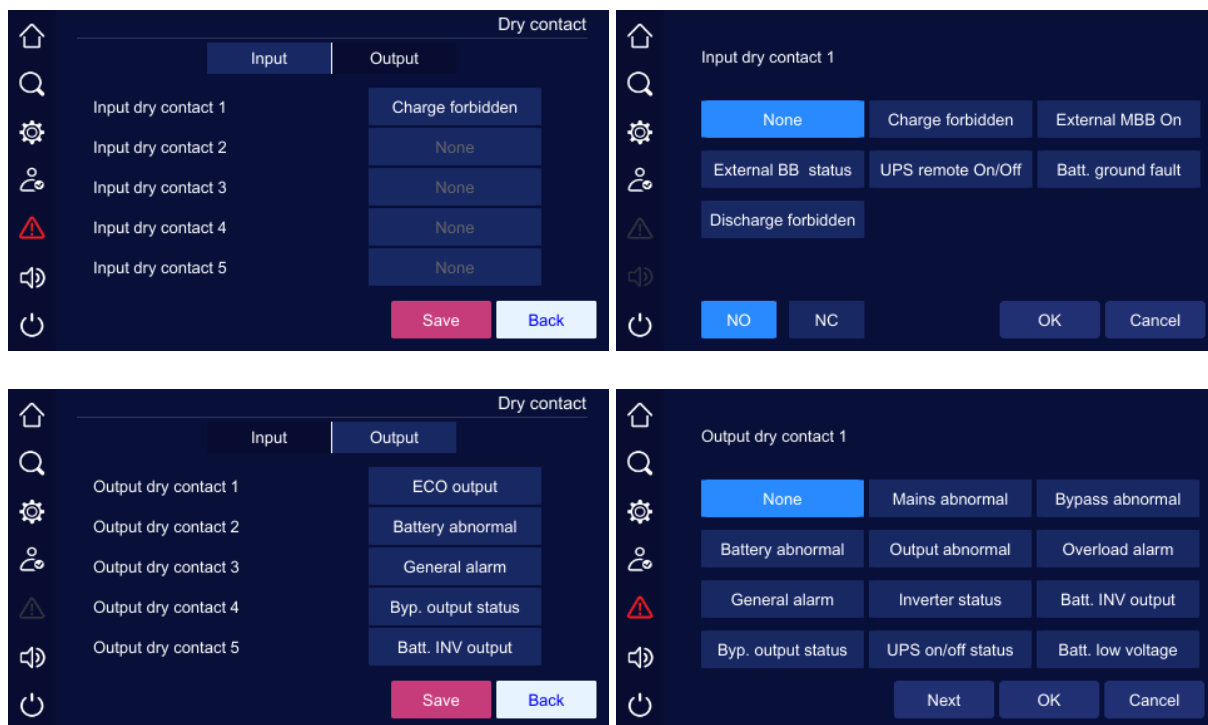 Dry contact
Input Output
Input dry contact 1 Charge forbidden
Input dry contact 2 None
Input dry contact 3 None
Input dry contact 4 None
Input dry contact 5 None
Save Back
Input dry contact 1
None Charge forbidden External MBB On
External BB status UPS remote On/Off Batt. ground fault
Discharge forbidden
NO NC OK Cancel
Dry contact
Input Output
Output dry contact 1 ECO output
Output dry contact 2 Battery abnormal
Output dry contact 3 General alarm
Output dry contact 4 Byp. output status
Output dry contact 5 Batt. INV output
Save Back
Output dry contact 1
None Mains abnormal Bypass abnormal
Battery abnormal Output abnormal Overload alarm
General alarm Inverter status Batt. INV output
Byp. output status UPS on/off status Batt. low voltage
Next OK Cancel